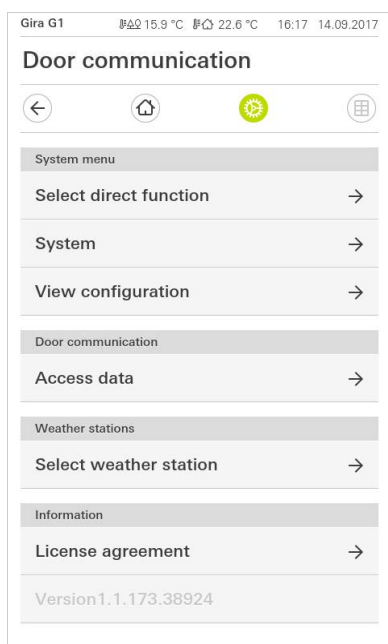 Gira G1 15.9 °C 22.6 °C 16:17 14.09.2017
Door communication
System menu
Select direct function
System
View configuration
Door communication
Access data
Weather stations
Select weather station
Information
License agreement
Version1.1.173.38924